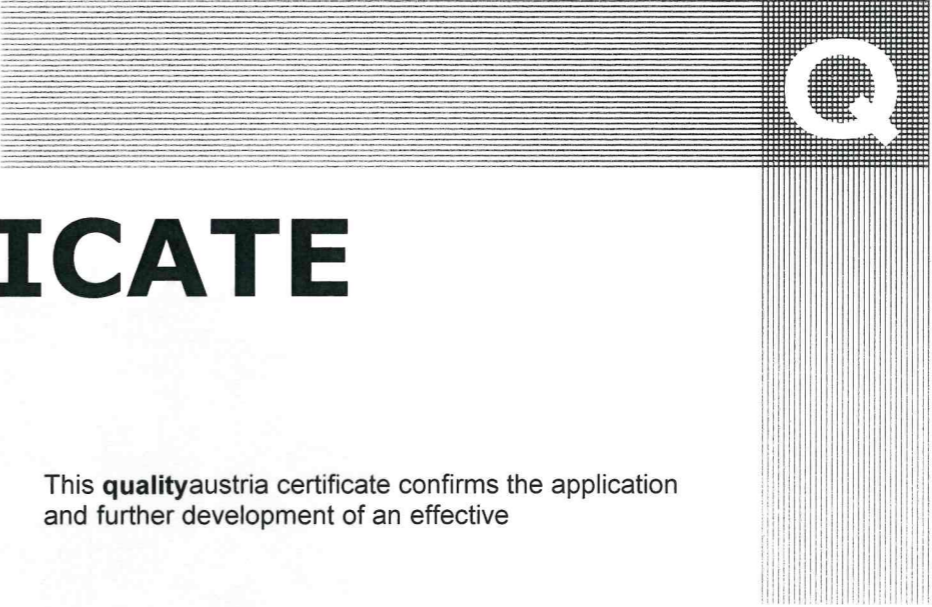 Q
ICATE
This qualityaustria certificate confirms the application
and further development of an effective